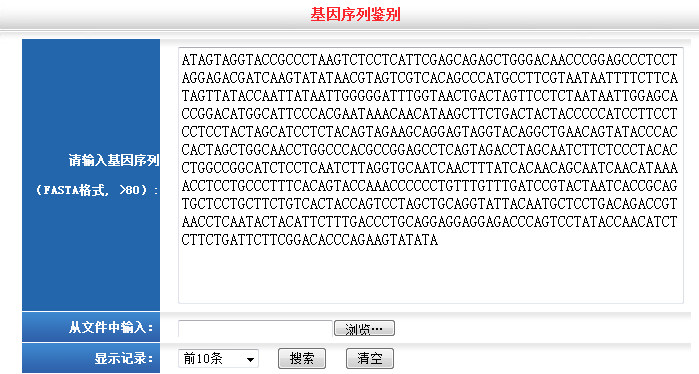 基因序列鉴别
请输入基因序列
（FASTA格式, >80）:
ATAGTAGGTACCGCCCTAAGTCTCCTCATTCGAGCAGAGCTGGGACAACCCGGAGCCCTCCT
AGGAGACGATCAAGTATATAACGTAGTCGTCACAGCCCATGCCTTCGTAATAATTTTCTTCA
TAGTTATACCAATTATAATTGGGGGATTTGGTAACTGACTAGTTCCTCTAATAATTGGAGCA
CCGGACATGGCATTCCCACGAATAAACAACATAAGCTTCTGACTACTACCCCCATCCTTCCT
CCTCCTACTAGCATCCTCTACAGTAGAAGCAGGAGTAGGTACAGGCTGAACAGTATACCCAC
CACTAGCTGGCAACCTGGCCCACGCCGGAGCCTCAGTAGACCTAGCAATCTTCTCCCTACAC
CTGGCCGGCATCTCCTCAATCTTAGGTGCAATCAACTTTATCACAACAGCAATCAACATAAA
ACCTCCTGCCCTTTCACAGTACCAAACCCCCCTGTTTGTTTGATCCGTACTAATCACCGCAG
TGCTCCTGCTTCTGTCACTACCAGTCCTAGCTGCAGGTATTACAATGCTCCTGACAGACCGT
AACCTCAATACTACATTCTTTGACCCTGCAGGAGGAGGAGACCCAGTCCTATACCAACATCT
CTTCTGATTCTTCGGACACCCAGAAGTATATA
从文件中输入:
浏览…
显示记录:
前10条
搜索
清空